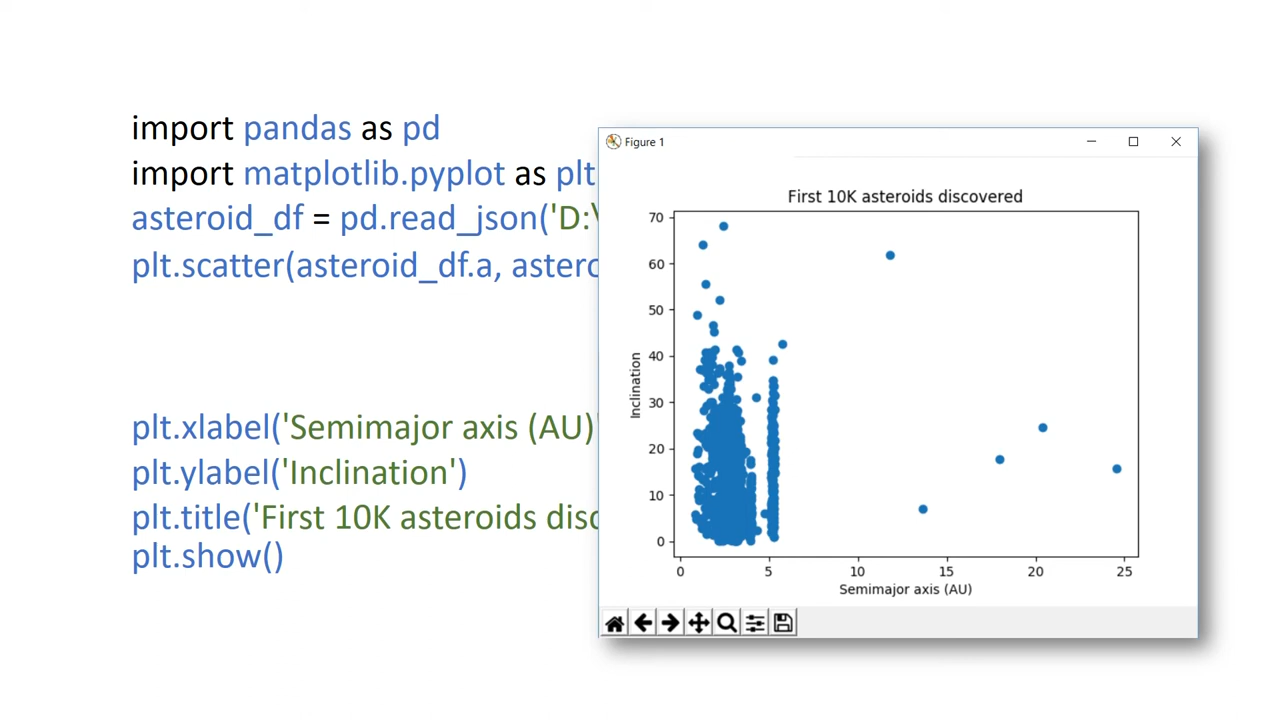 import pandas as pd
import matplotlib.pyplot as plt
asteroid_df = pd.read_json('D:\
plt.scatter(asteroid_df.a, astero
plt.xlabel('Semimajor axis (AU)'
plt.ylabel('Inclination')
plt.title('First 10K asteroids disc
plt.show()
Figure 1
First 10K asteroids discovered
70
60
50
40
30
20
10
0
Inclination
0 5 10 15 20 25
Semimajor axis (AU)